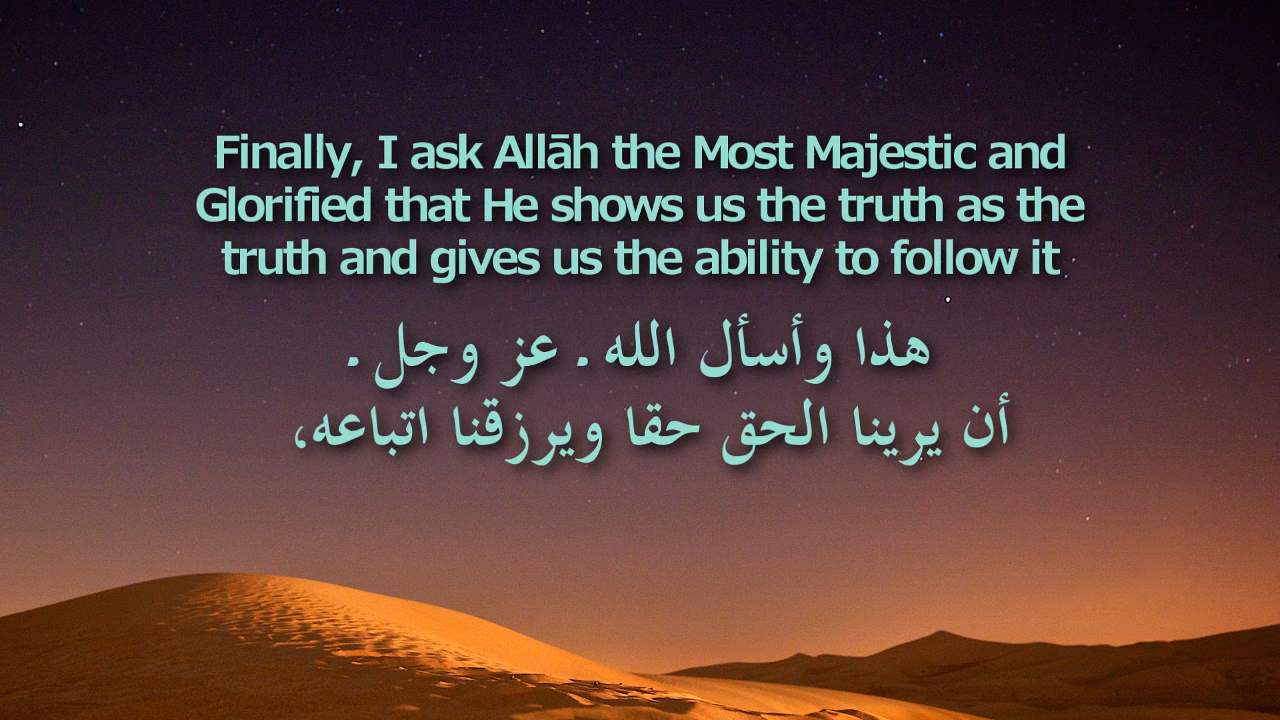 Finally, I ask Allāh the Most Majestic and
Glorified that He shows us the truth as the
truth and gives us the ability to follow it
هذا وأسأل الله ـ عز وجل ـ
أن يرينا الحق حقا ويرزقنا اتباعه،